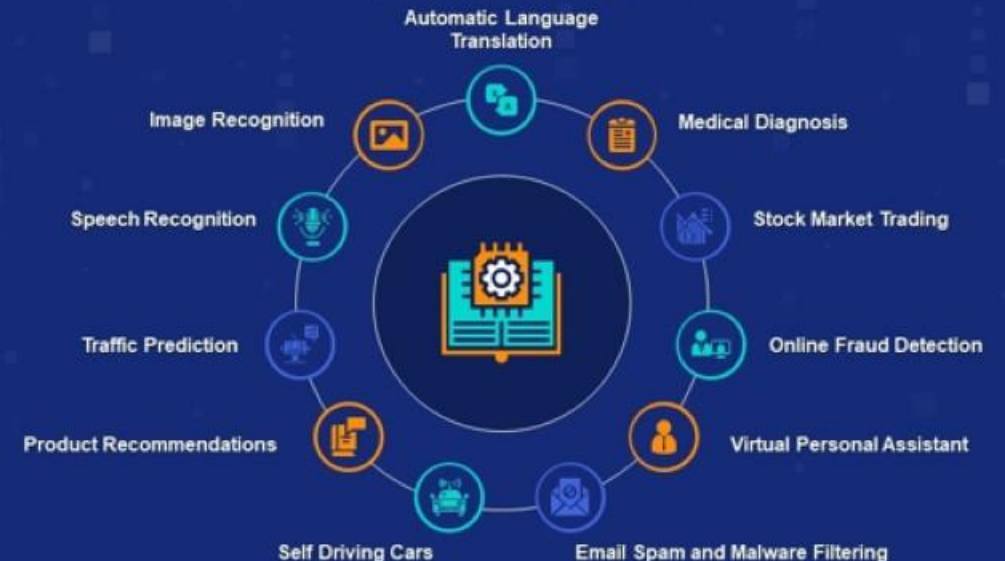 Automatic Language
Translation
Image Recognition
Medical Diagnosis
Speech Recognition
Stock Market Trading
Traffic Prediction
Online Fraud Detection
Product Recommendations
Virtual Personal Assistant
Self Driving Cars
Email Spam and Malware Filtering